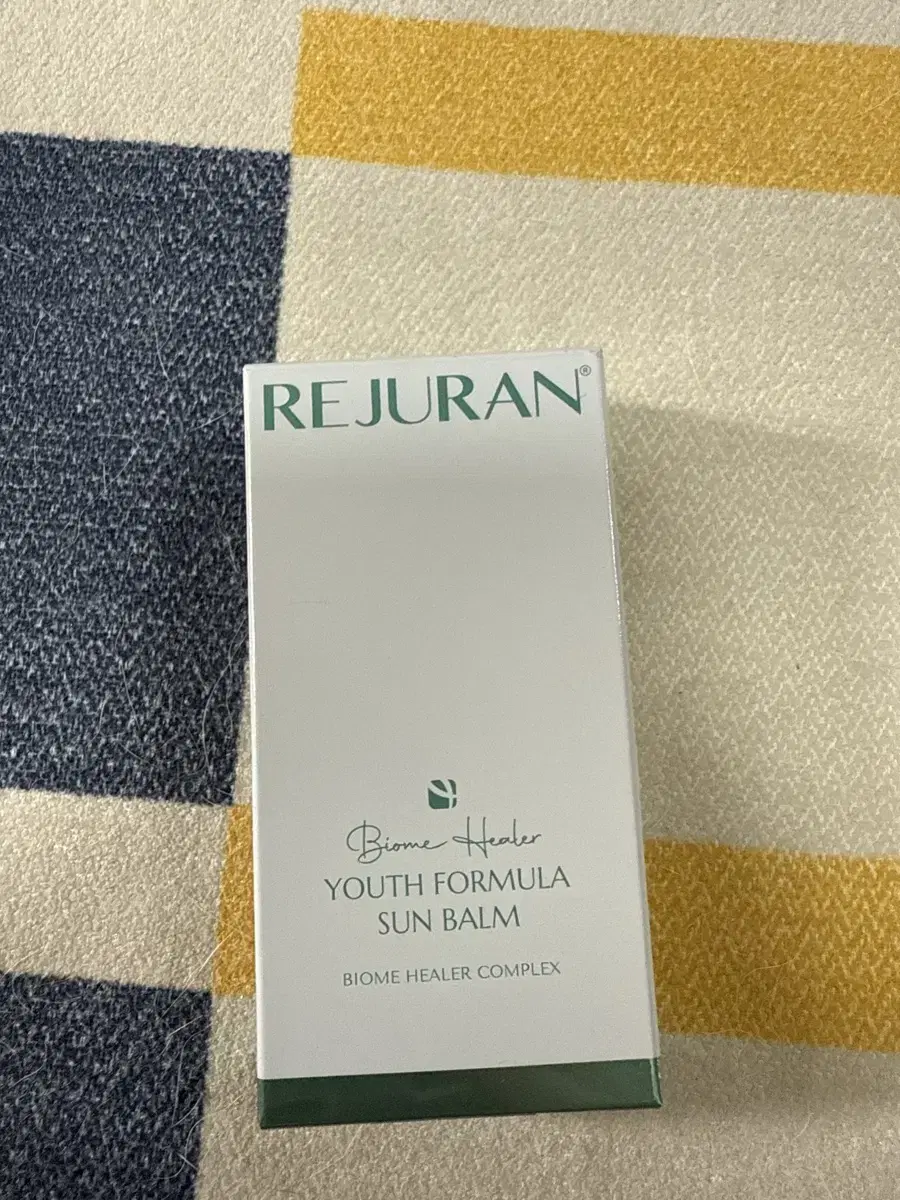 REJURAN®
Biome Healer
YOUTH FORMULA
SUN BALM
BIOME HEALER COMPLEX